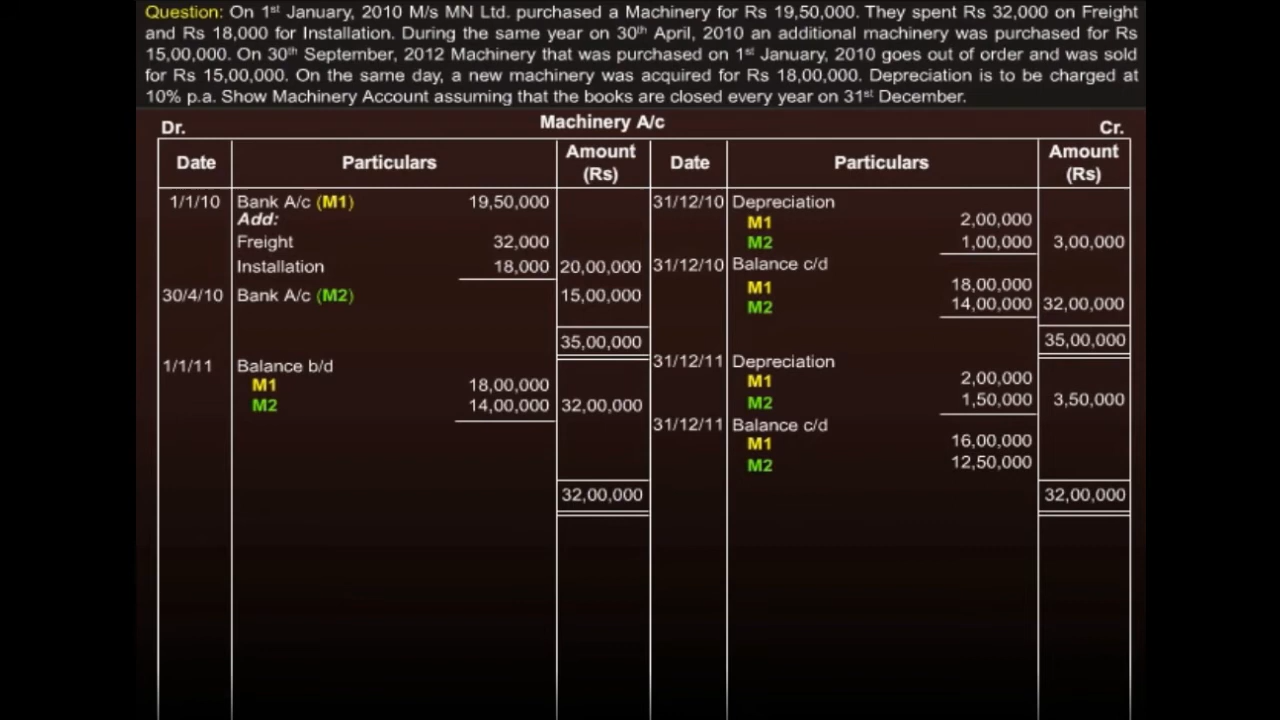 Question: On 1st January, 2010 M/s MN Ltd. purchased a Machinery for Rs 19,50,000. They spent Rs 32,000 on Freight
and Rs 18,000 for Installation. During the same year on 30th April, 2010 an additional machinery was purchased for Rs
15,00,000. On 30th September, 2012 Machinery that was purchased on 1st January, 2010 goes out of order and was sold
for Rs 15,00,000. On the same day, a new machinery was acquired for Rs 18,00,000. Depreciation is to be charged at
10% p.a. Show Machinery Account assuming that the books are closed every year on 31st December.
Dr. Machinery A/c Cr.
Date Particulars Amount (Rs) Date Particulars Amount (Rs)
1/1/10 Bank A/c (M1) 19,50,000 31/12/10 Depreciation
Add: M1 2,00,000
Freight 32,000 M2 1,00,000 3,00,000
Installation 18,000 20,00,000 31/12/10 Balance c/d
30/4/10 Bank A/c (M2) 15,00,000 M1 18,00,000
M2 14,00,000 32,00,000
35,00,000 35,00,000
1/1/11 Balance b/d 31/12/11 Depreciation
M1 18,00,000 M1 2,00,000
M2 14,00,000 32,00,000 M2 1,50,000 3,50,000
31/12/11 Balance c/d
M1 16,00,000
M2 12,50,000
32,00,000 32,00,000